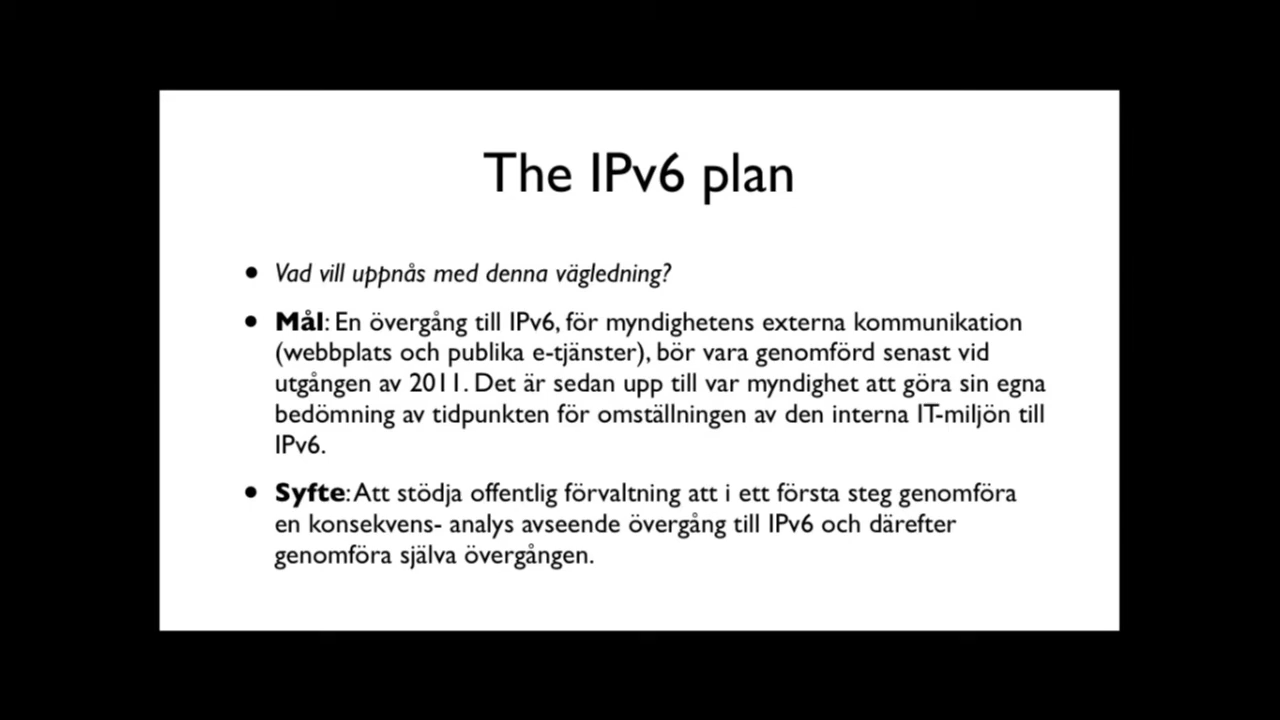 The IPv6 plan
• Vad vill uppnås med denna vägledning?
• Mål: En övergång till IPv6, för myndighetens externa kommunikation
(webbplats och publika e-tjänster), bör vara genomförd senast vid
utgången av 2011. Det är sedan upp till var myndighet att göra sin egna
bedömning av tidpunkten för omställningen av den interna IT-miljön till
IPv6.
• Syfte: Att stödja offentlig förvaltning att i ett första steg genomföra
en konsekvens- analys avseende övergång till IPv6 och därefter
genomföra själva övergången.